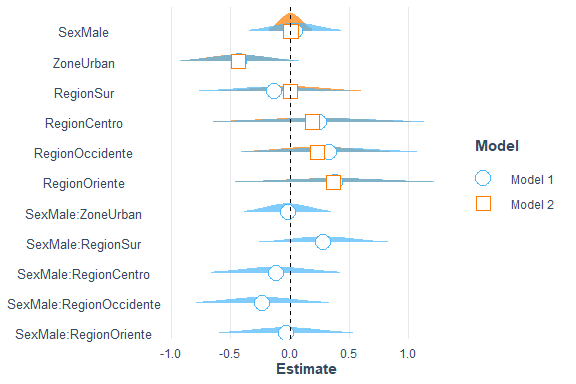 SexMale
ZoneUrban
RegionSur
RegionCentro
RegionOccidente
RegionOriente
SexMale:ZoneUrban
SexMale:RegionSur
SexMale:RegionCentro
SexMale:RegionOccidente
SexMale:RegionOriente
-1.0 -0.5 0.0 0.5 1.0
Estimate
Model
Model 1
Model 2